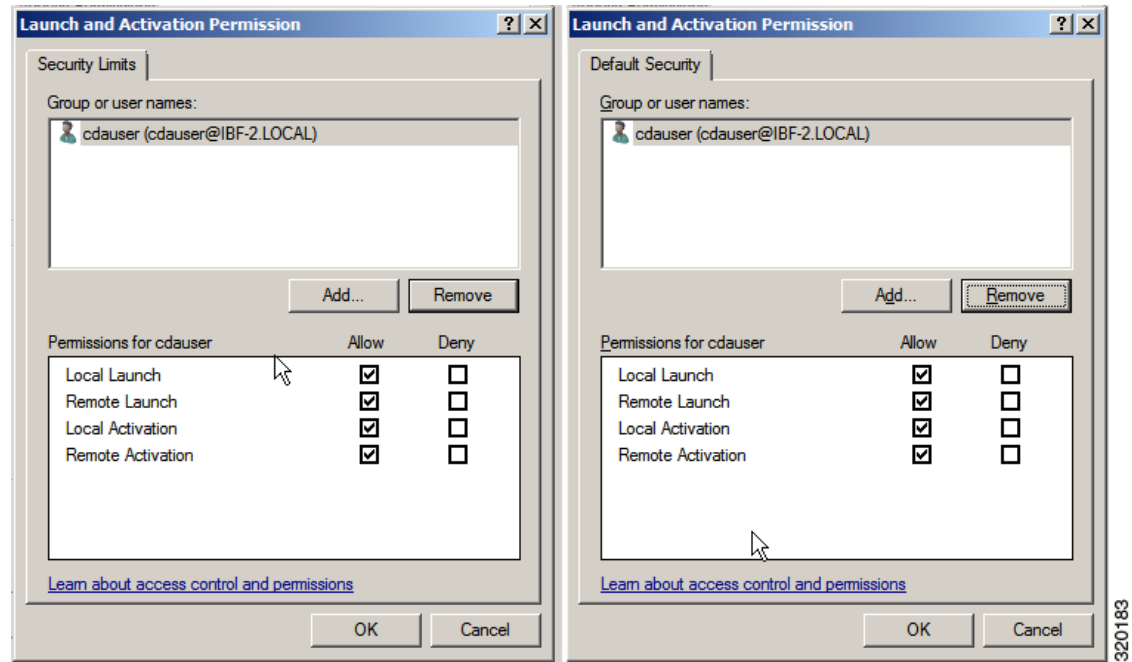 Launch and Activation Permission
Security Limits
Group or user names:
cdauser (cdauser@IBF-2.LOCAL)
Add...
Remove
Permissions for cdauser
Allow
Deny
Local Launch
Remote Launch
Local Activation
Remote Activation
Learn about access control and permissions
OK
Cancel
Launch and Activation Permission
Default Security
Group or user names:
cdauser (cdauser@IBF-2.LOCAL)
Add...
Remove
Permissions for cdauser
Allow
Deny
Local Launch
Remote Launch
Local Activation
Remote Activation
Learn about access control and permissions
OK
Cancel
320183